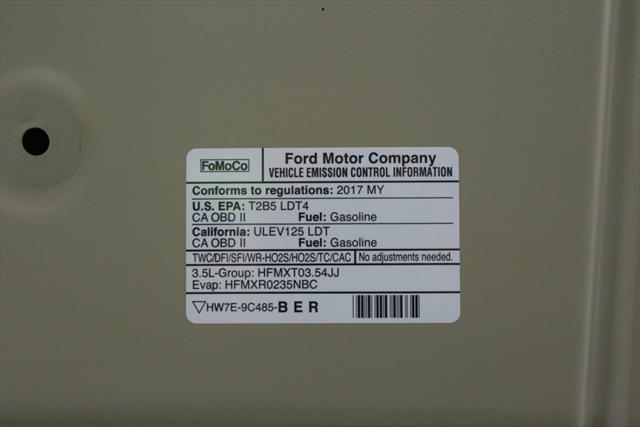 FoMoCo
Ford Motor Company
VEHICLE EMISSION CONTROL INFORMATION
Conforms to regulations: 2017 MY
U.S. EPA: T2B5 LDT4
CA OBD II Fuel: Gasoline
California: ULEV125 LDT
CA OBD II Fuel: Gasoline
TWC/DFI/SFI/WR-HO2S/HO2S/TC/CAC No adjustments needed.
3.5L-Group: HFMXT03.54JJ
Evap: HFMXR0235NBC
▽HW7E-9C485-B E R